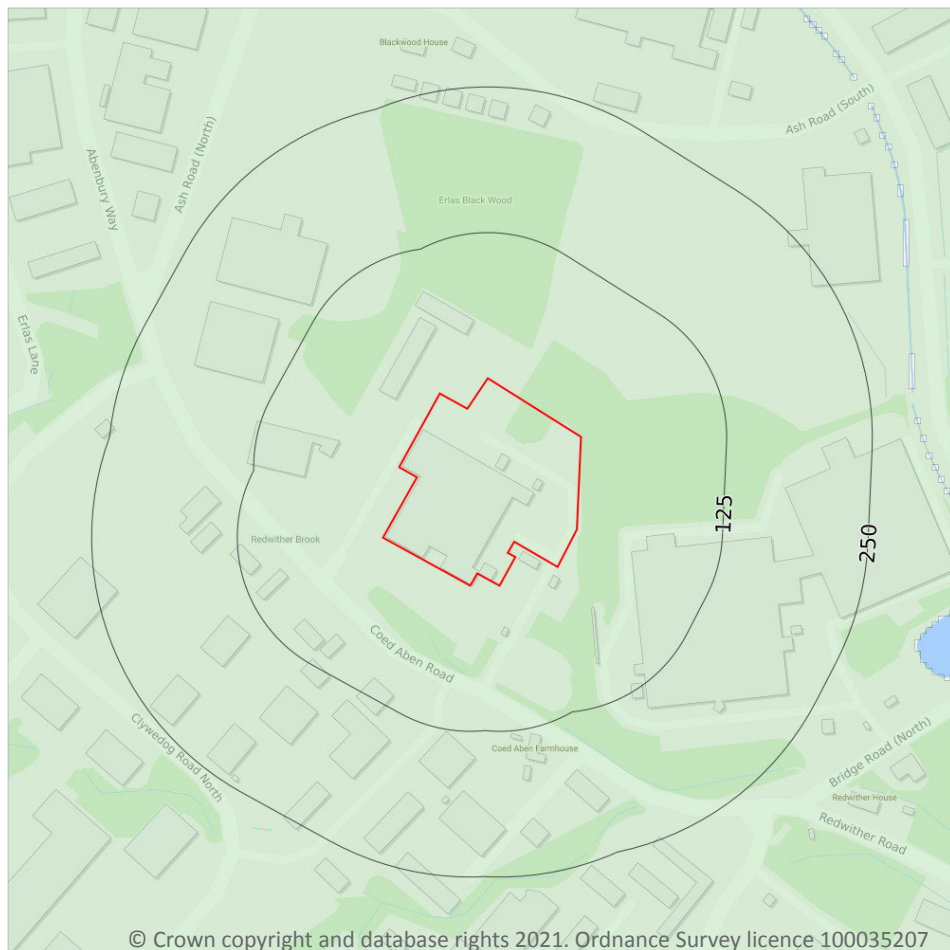 Blackwood House
Ash Road (South)
Ash Road (North)
Abenbury Way
Erlas Black Wood
Erlas Lane
125
250
Redwither Brook
Coed Aben Road
Clywedog Road North
Coed Aben Farmhouse
Bridge Road (North)
Redwither House
Redwither Road
© Crown copyright and database rights 2021. Ordnance Survey licence 100035207